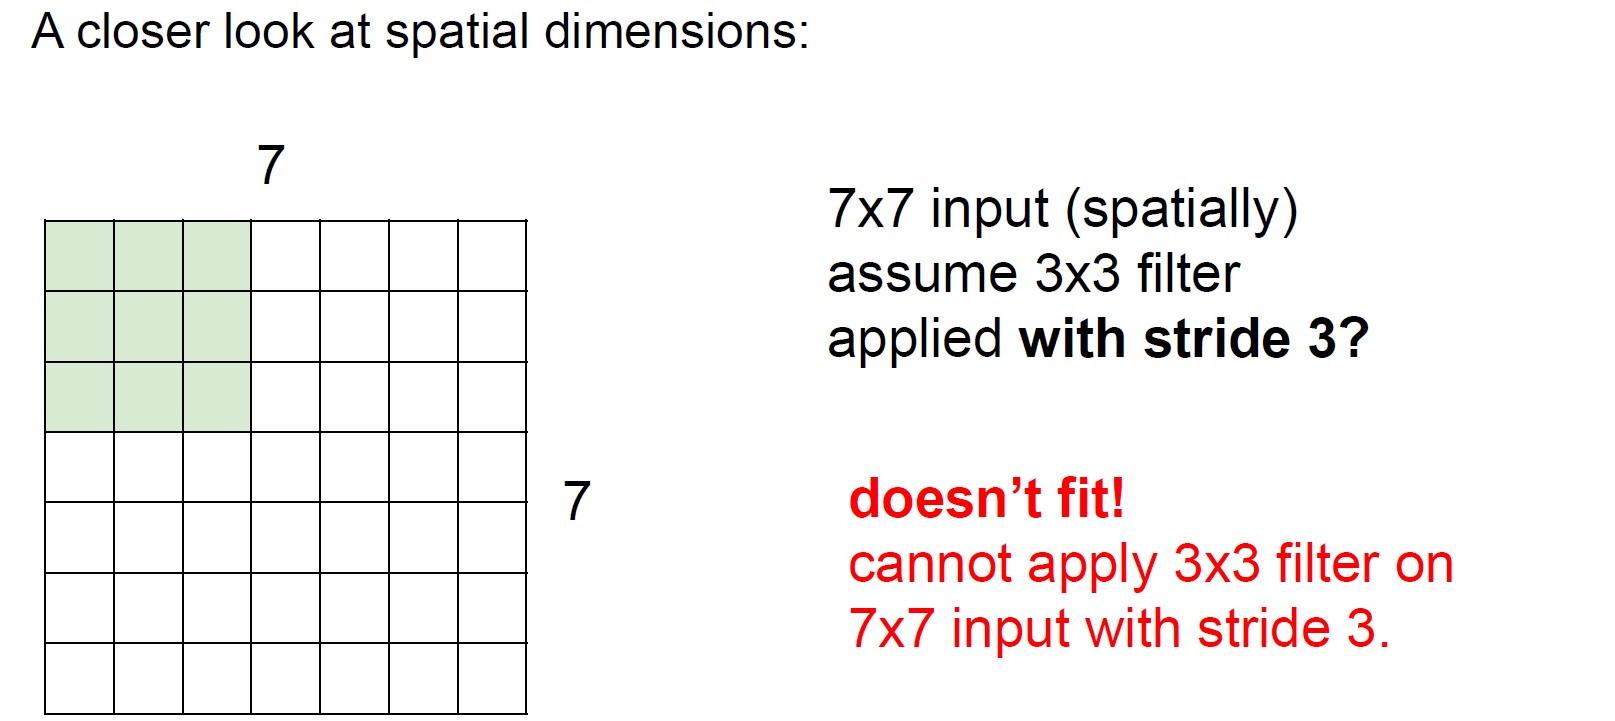 A closer look at spatial dimensions:
7
7x7 input (spatially)
assume 3x3 filter
applied with stride 3?
7
doesn’t fit!
cannot apply 3x3 filter on
7x7 input with stride 3.